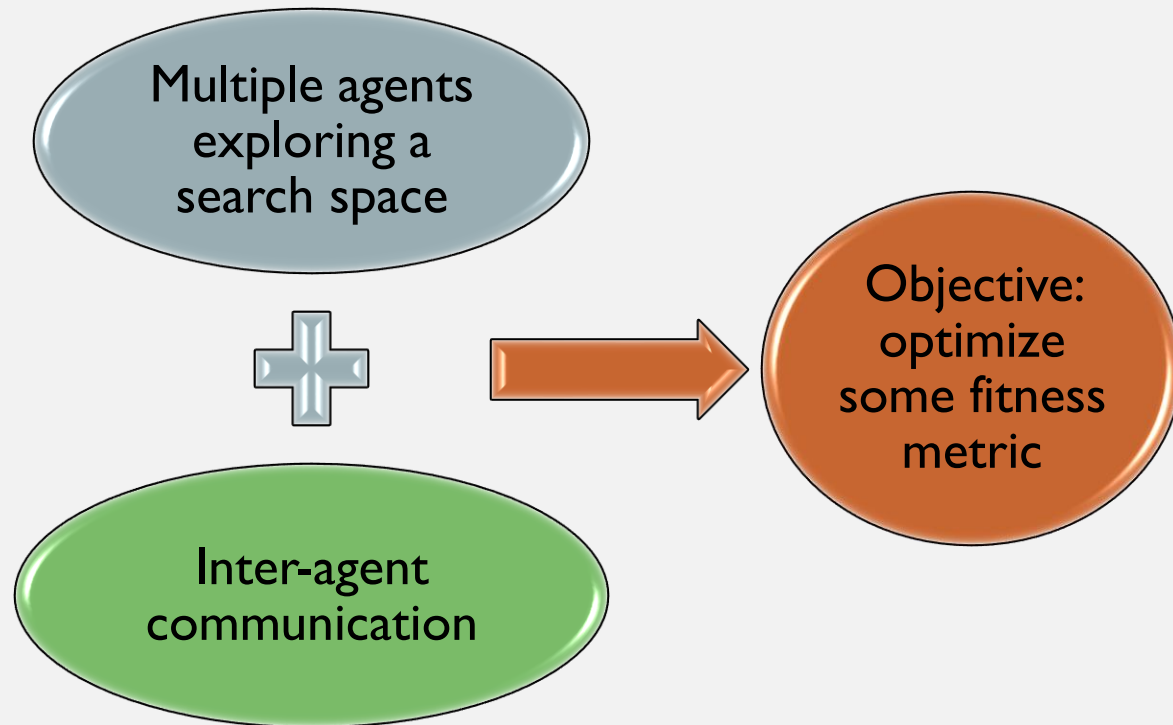 Multiple agents
exploring a
search space
Inter-agent
communication
Objective:
optimize
some fitness
metric